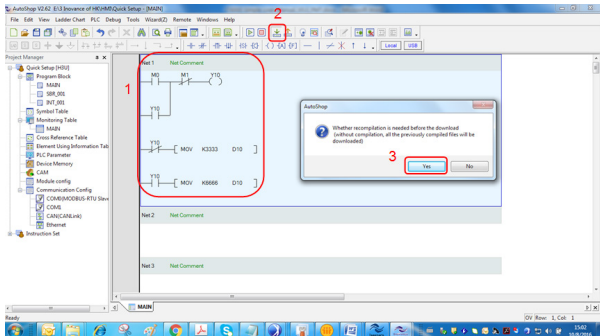 AutoShop V2.62 E:\3 Inovance of HK\HMI\Quick Setup - [MAIN]
File Edit View Ladder Chart PLC Debug Tools Wizard(Z) Remote Windows Help
2
Local USB
Project Manager
Quick Setup [H3U]
Program Block
MAIN
SBR_001
INT_001
Symbol Table
Monitoring Table
MAIN
Cross Reference Table
Element Using Information Tab
PLC Parameter
Device Memory
CAM
Module config
Communication Config
COM0(MODBUS-RTU Slave
COM1
CAN(CANLink)
Ethernet
Instruction Set
1
Net 1 Net Comment
M0 M1 Y10
Y10
Y10
MOV K3333 D10
Y10
MOV K6666 D10
AutoShop
Whether recompilation is needed before the download
(without compilation, all the previously compiled files will be
downloaded)
3
Yes No
Net 2 Net Comment
Net 3 Net Comment
MAIN
Ready
OV Row: 1, Col: 1
15:02